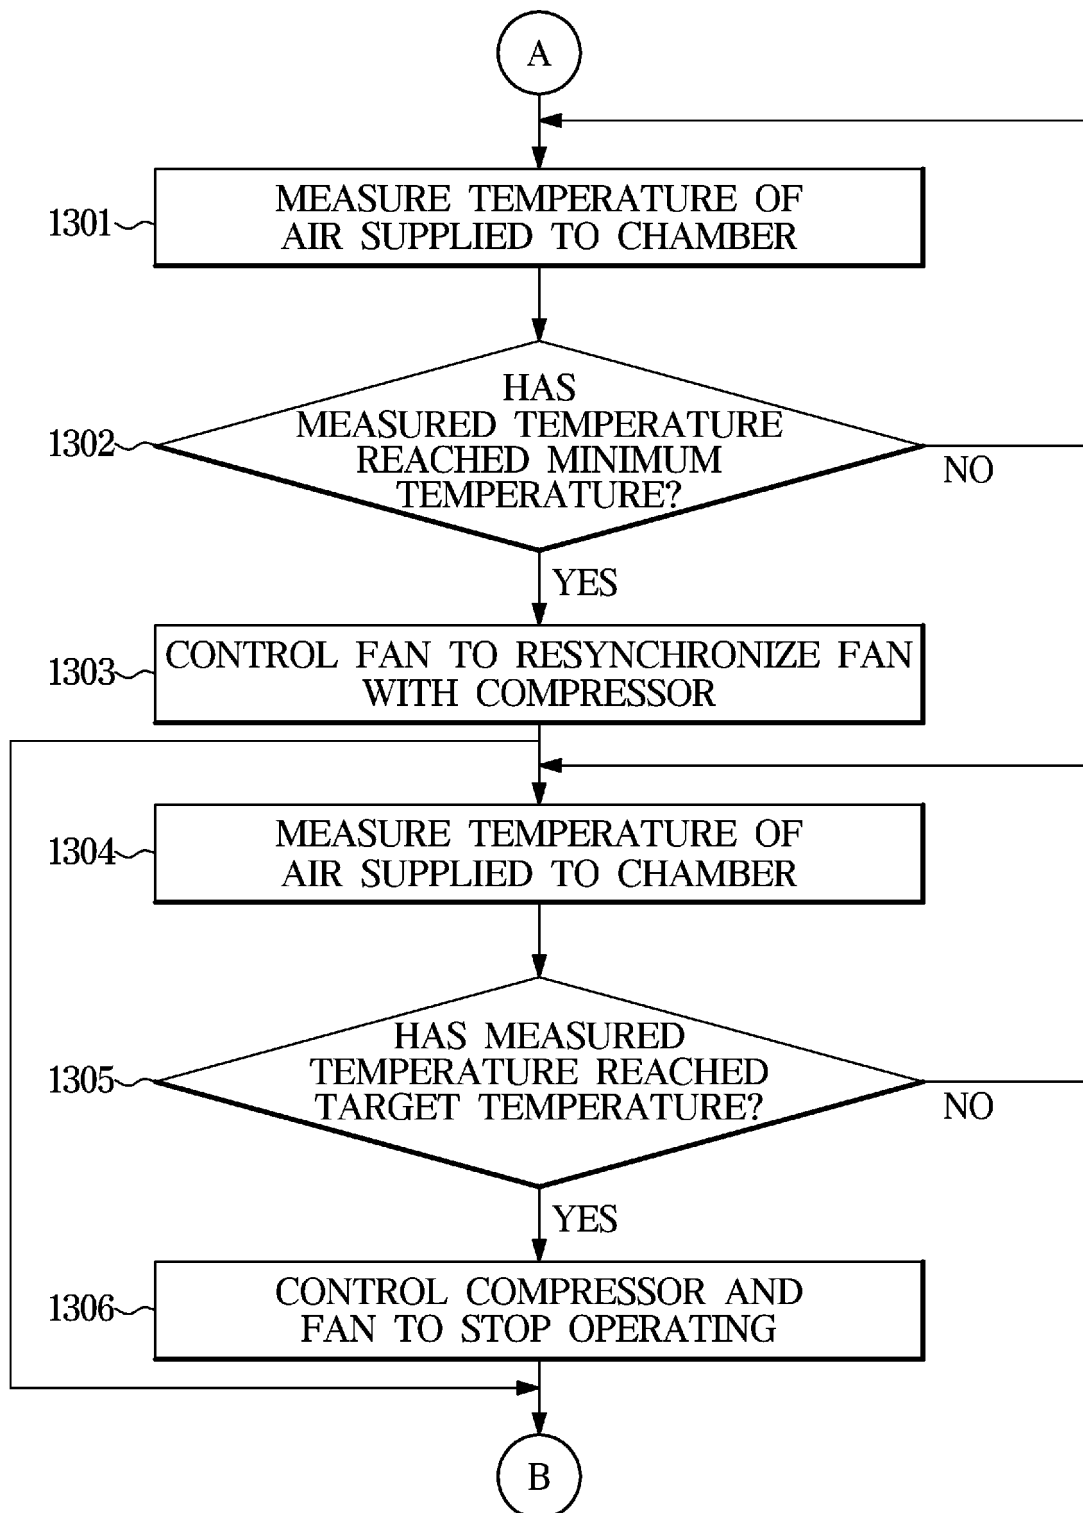 A
1301
MEASURE TEMPERATURE OF
AIR SUPPLIED TO CHAMBER
1302
HAS
MEASURED TEMPERATURE
REACHED MINIMUM
TEMPERATURE?
NO
YES
1303
CONTROL FAN TO RESYNCHRONIZE FAN
WITH COMPRESSOR
1304
MEASURE TEMPERATURE OF
AIR SUPPLIED TO CHAMBER
1305
HAS MEASURED
TEMPERATURE REACHED
TARGET TEMPERATURE?
NO
YES
1306
CONTROL COMPRESSOR AND
FAN TO STOP OPERATING
B